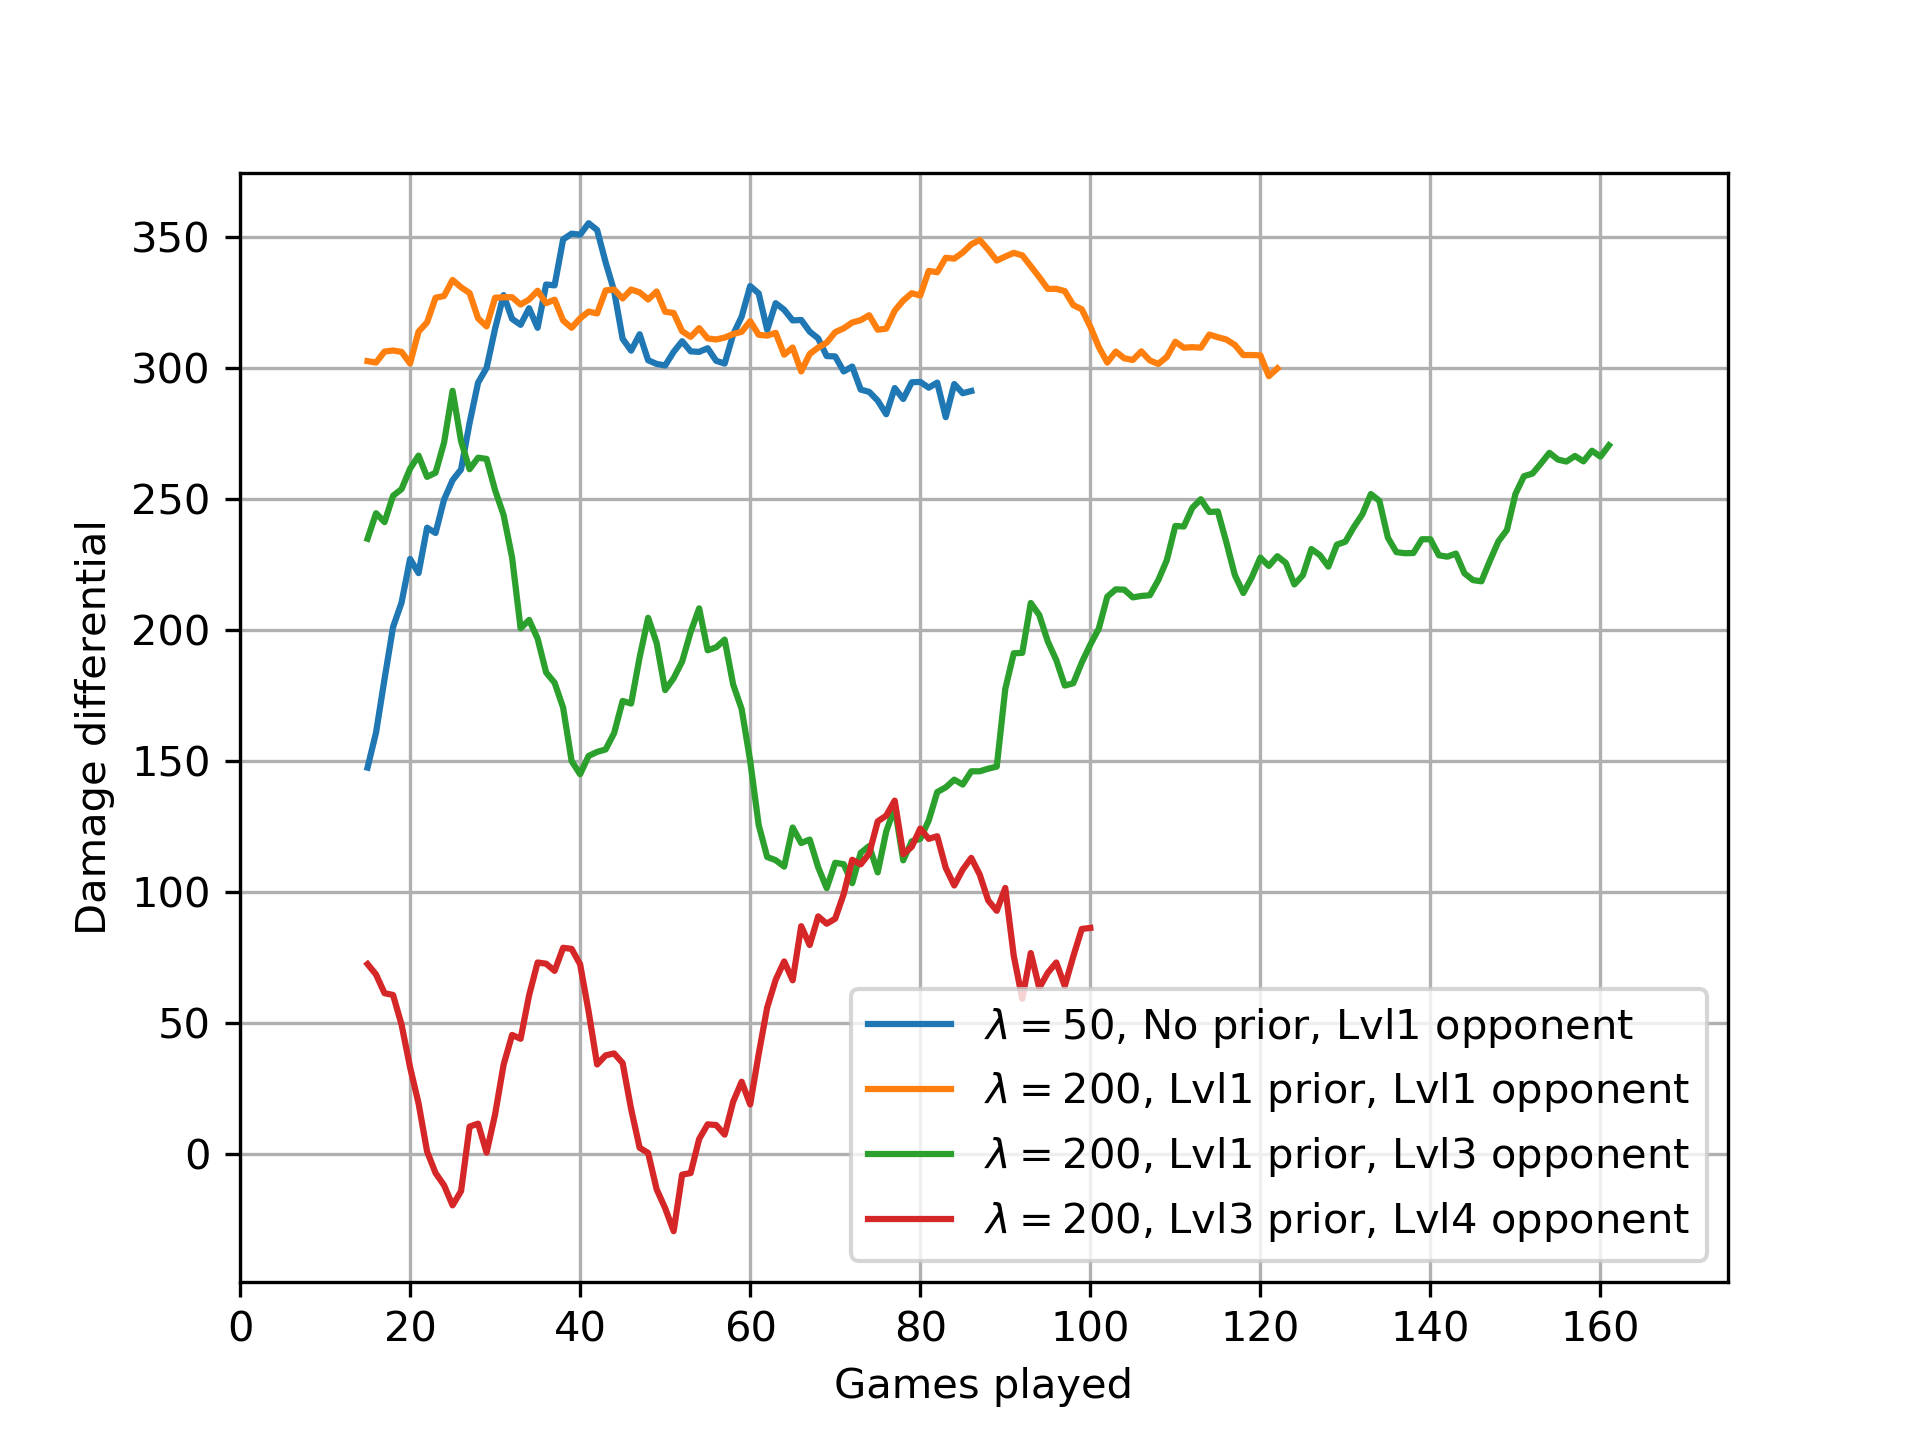 350
300
250
200
150
100
50
0
Damage differential
λ = 50, No prior, Lvl1 opponent
λ = 200, Lvl1 prior, Lvl1 opponent
λ = 200, Lvl1 prior, Lvl3 opponent
λ = 200, Lvl3 prior, Lvl4 opponent
0 20 40 60 80 100 120 140 160
Games played